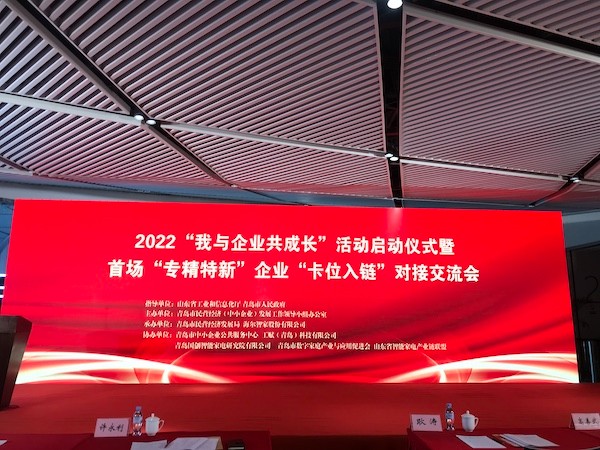 2022“我与企业共成长”活动启动仪式暨
首场“专精特新”企业“卡位入链”对接交流会
指导单位：山东省工业和信息化厅 青岛市人民政府
主办单位：青岛市民营经济（中小企业）发展工作领导小组办公室
承办单位：青岛市民营经济发展局 海尔智家股份有限公司
协办单位：青岛市中小企业公共服务中心 工赋（青岛）科技有限公司
青岛国创智能家电研究院有限公司 青岛市数字家庭产业与应用促进会 山东省智能家电产业链联盟
许永利
耿涛